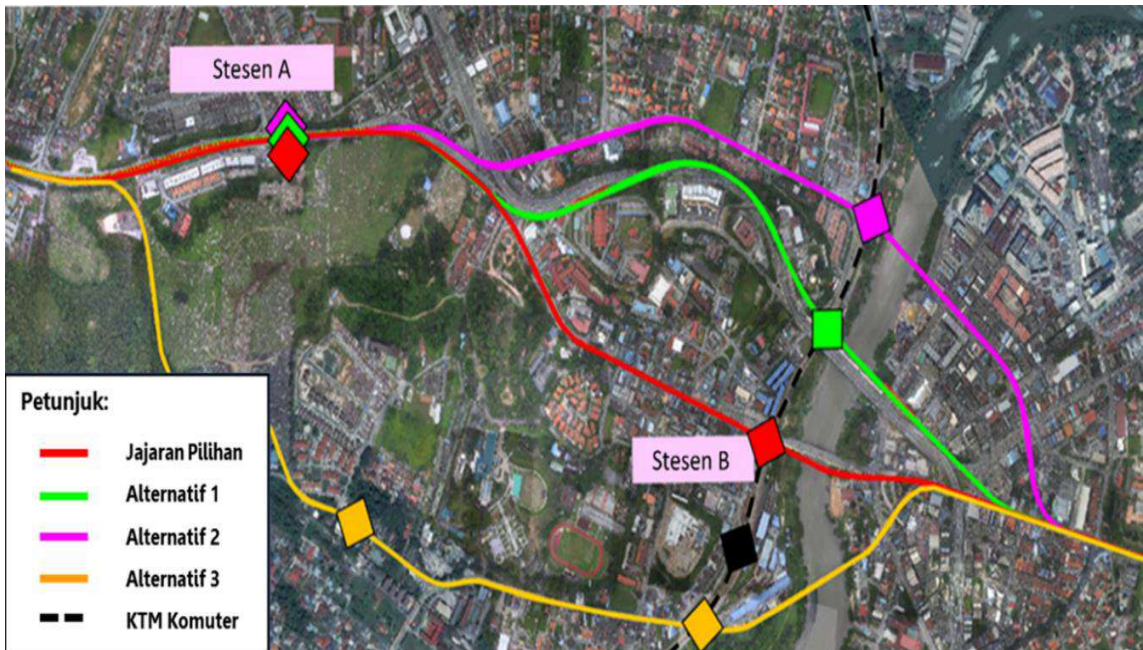 Stesen A
Stesen B
Petunjuk:
Jajaran Pilihan
Alternatif 1
Alternatif 2
Alternatif 3
KTM Komuter